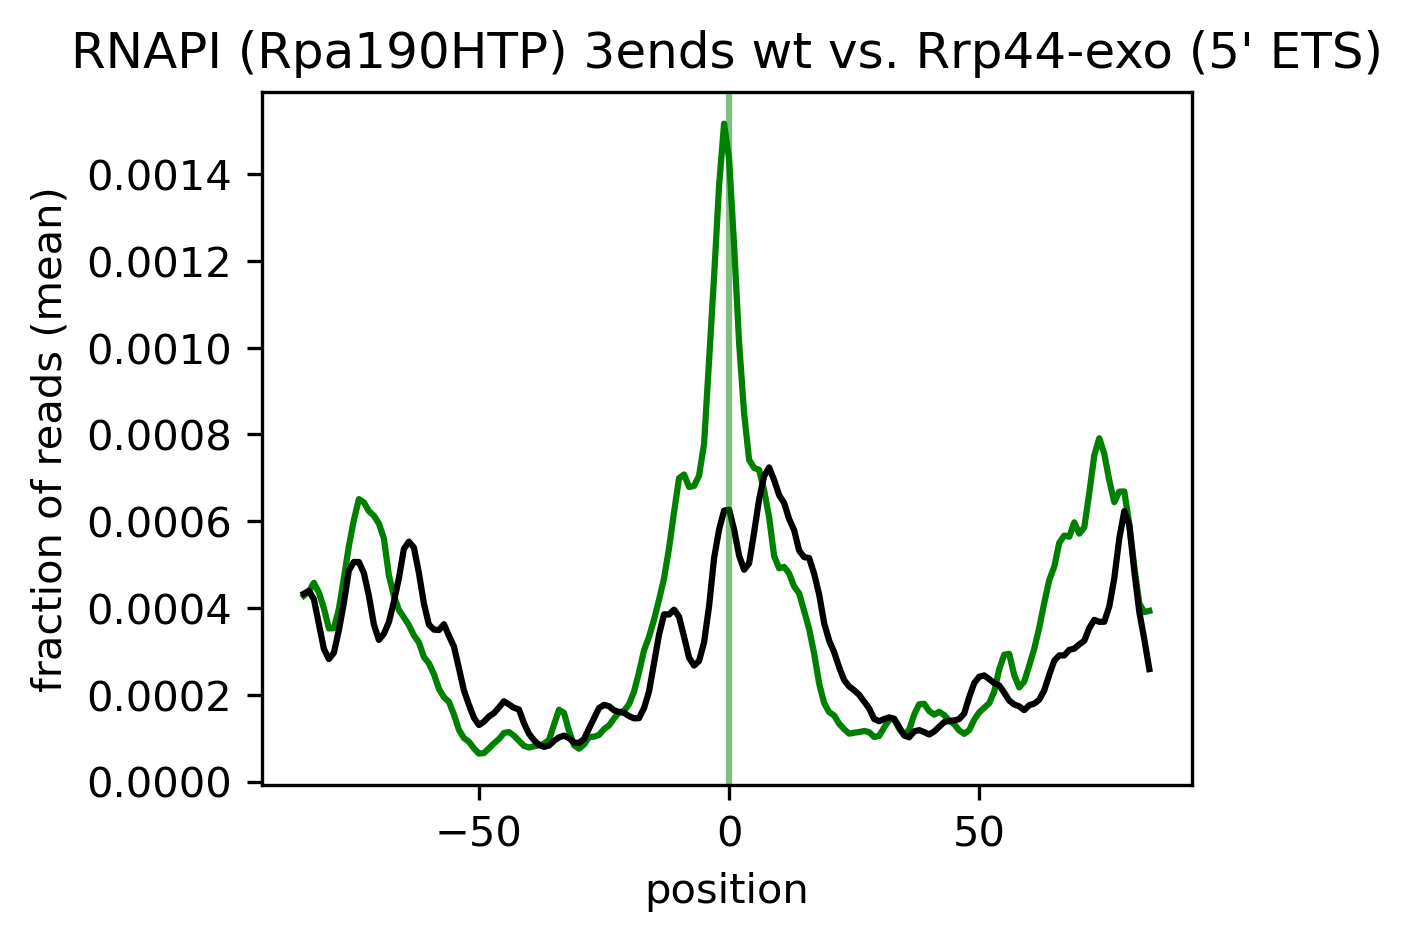 RNAPI (Rpa190HTP) 3ends wt vs. Rrp44-exo (5' ETS)
fraction of reads (mean)
0.0014
0.0012
0.0010
0.0008
0.0006
0.0004
0.0002
0.0000
−50 0 50
position